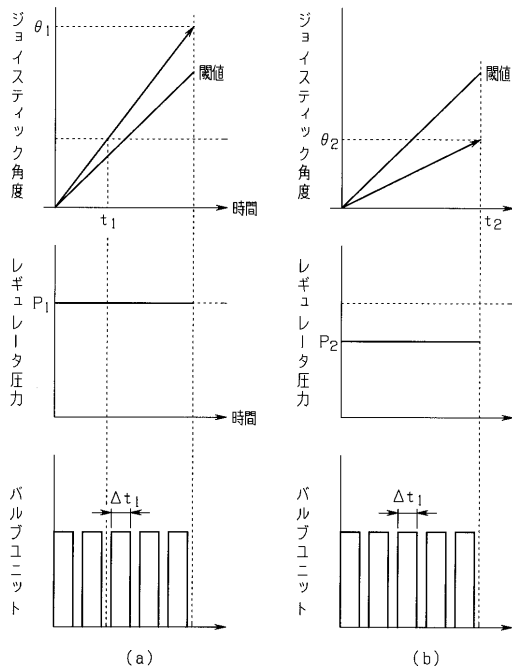 ジョイスティック角度
θ1
閾値
t1
時間
レギュレータ圧力
P1
時間
バルブユニット
Δt1
(a)
ジョイスティック角度
閾値
θ2
t2
レギュレータ圧力
P2
バルブユニット
Δt1
(b)